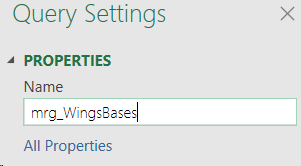 Query Settings
PROPERTIES
Name
mrg_WingsBases
All Properties